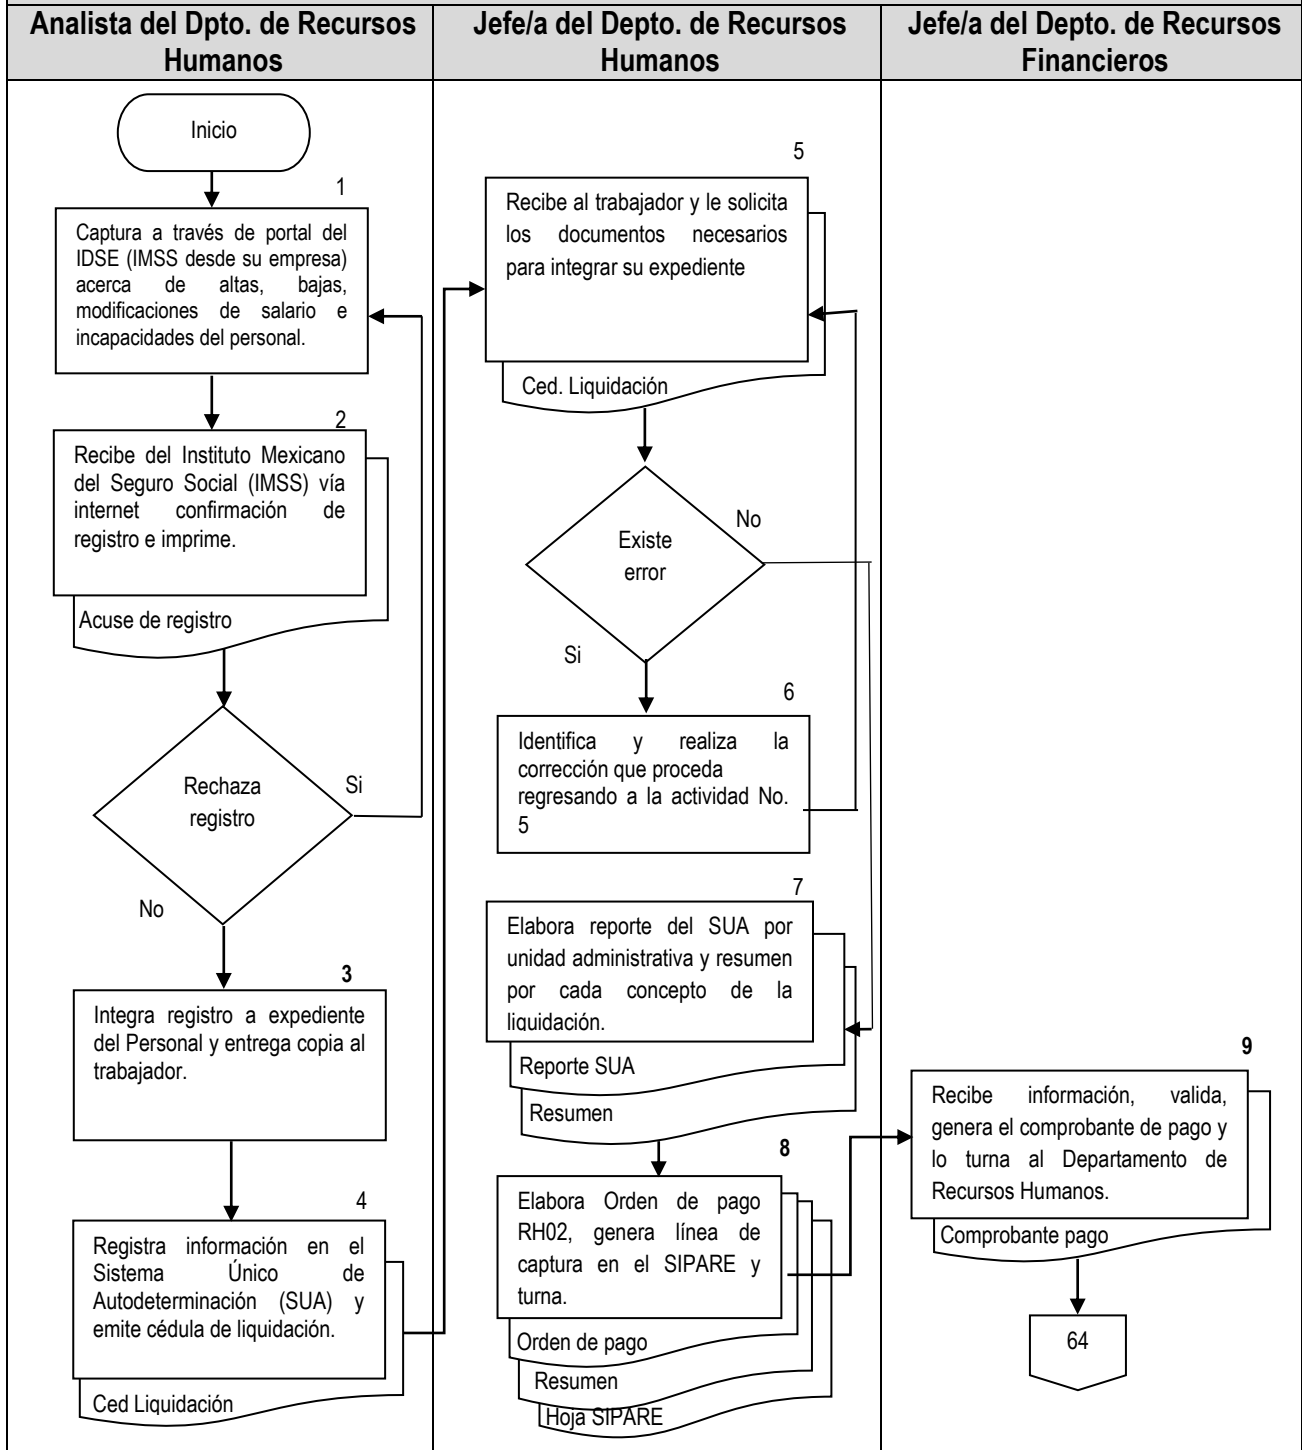 Analista del Dpto. de Recursos
Humanos
Jefe/a del Depto. de Recursos
Humanos
Jefe/a del Depto. de Recursos
Financieros
Inicio
1
Captura a través de portal del
IDSE (IMSS desde su empresa)
acerca de altas, bajas,
modificaciones de salario e
incapacidades del personal.
2
Recibe del Instituto Mexicano
del Seguro Social (IMSS) vía
internet confirmación de
registro e imprime.
Acuse de registro
Rechaza
registro
Si
No
3
Integra registro a expediente
del Personal y entrega copia al
trabajador.
4
Registra información en el
Sistema Único de
Autodeterminación (SUA) y
emite cédula de liquidación.
Ced Liquidación
5
Recibe al trabajador y le solicita
los documentos necesarios
para integrar su expediente
Ced. Liquidación
Existe
error
No
Si
6
Identifica y realiza la
corrección que proceda
regresando a la actividad No.
5
7
Elabora reporte del SUA por
unidad administrativa y resumen
por cada concepto de la
liquidación.
Reporte SUA
Resumen
8
Elabora Orden de pago
RH02, genera línea de
captura en el SIPARE y
turna.
Orden de pago
Resumen
Hoja SIPARE
9
Recibe información, valida,
genera el comprobante de pago y
lo turna al Departamento de
Recursos Humanos.
Comprobante pago
64